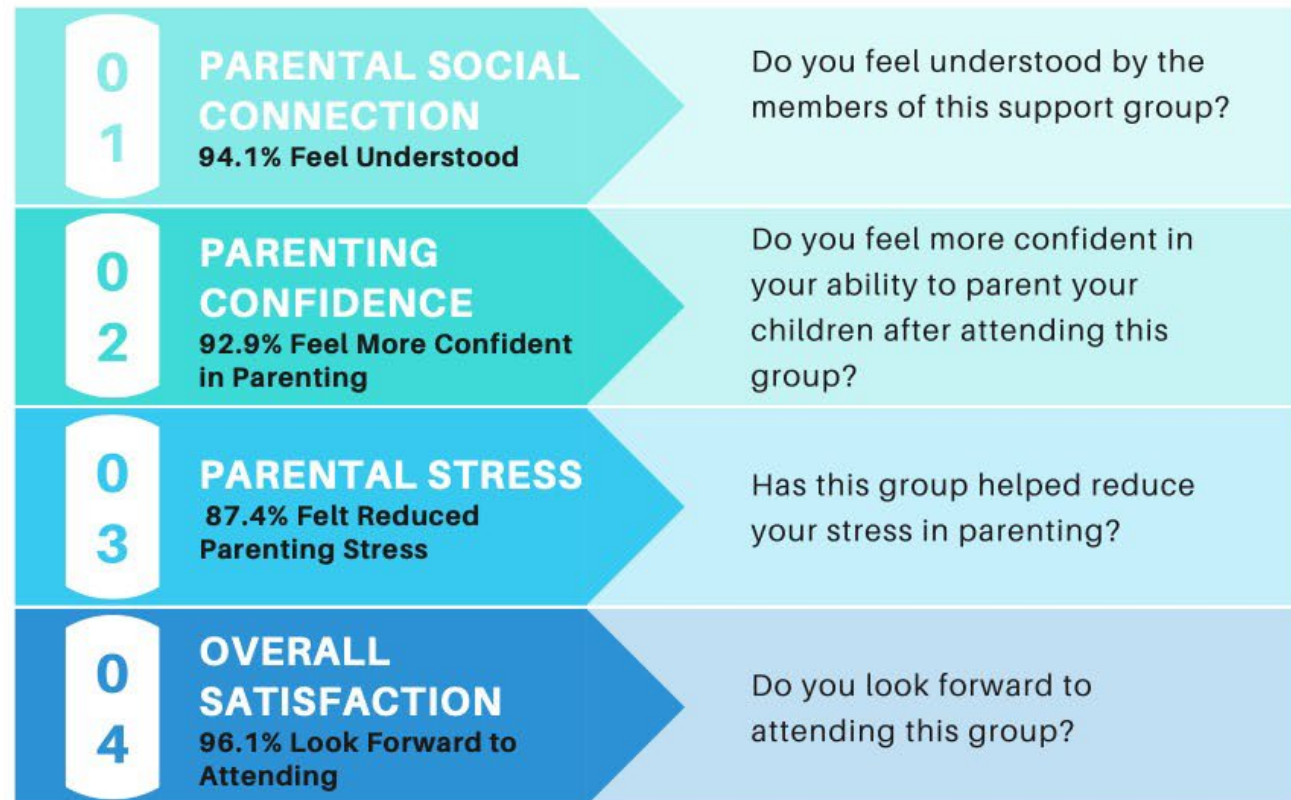 0
1
PARENTAL SOCIAL
CONNECTION
94.1% Feel Understood
Do you feel understood by the
members of this support group?
0
2
PARENTING
CONFIDENCE
92.9% Feel More Confident
in Parenting
Do you feel more confident in
your ability to parent your
children after attending this
group?
0
3
PARENTAL STRESS
87.4% Felt Reduced
Parenting Stress
Has this group helped reduce
your stress in parenting?
0
4
OVERALL
SATISFACTION
96.1% Look Forward to
Attending
Do you look forward to
attending this group?